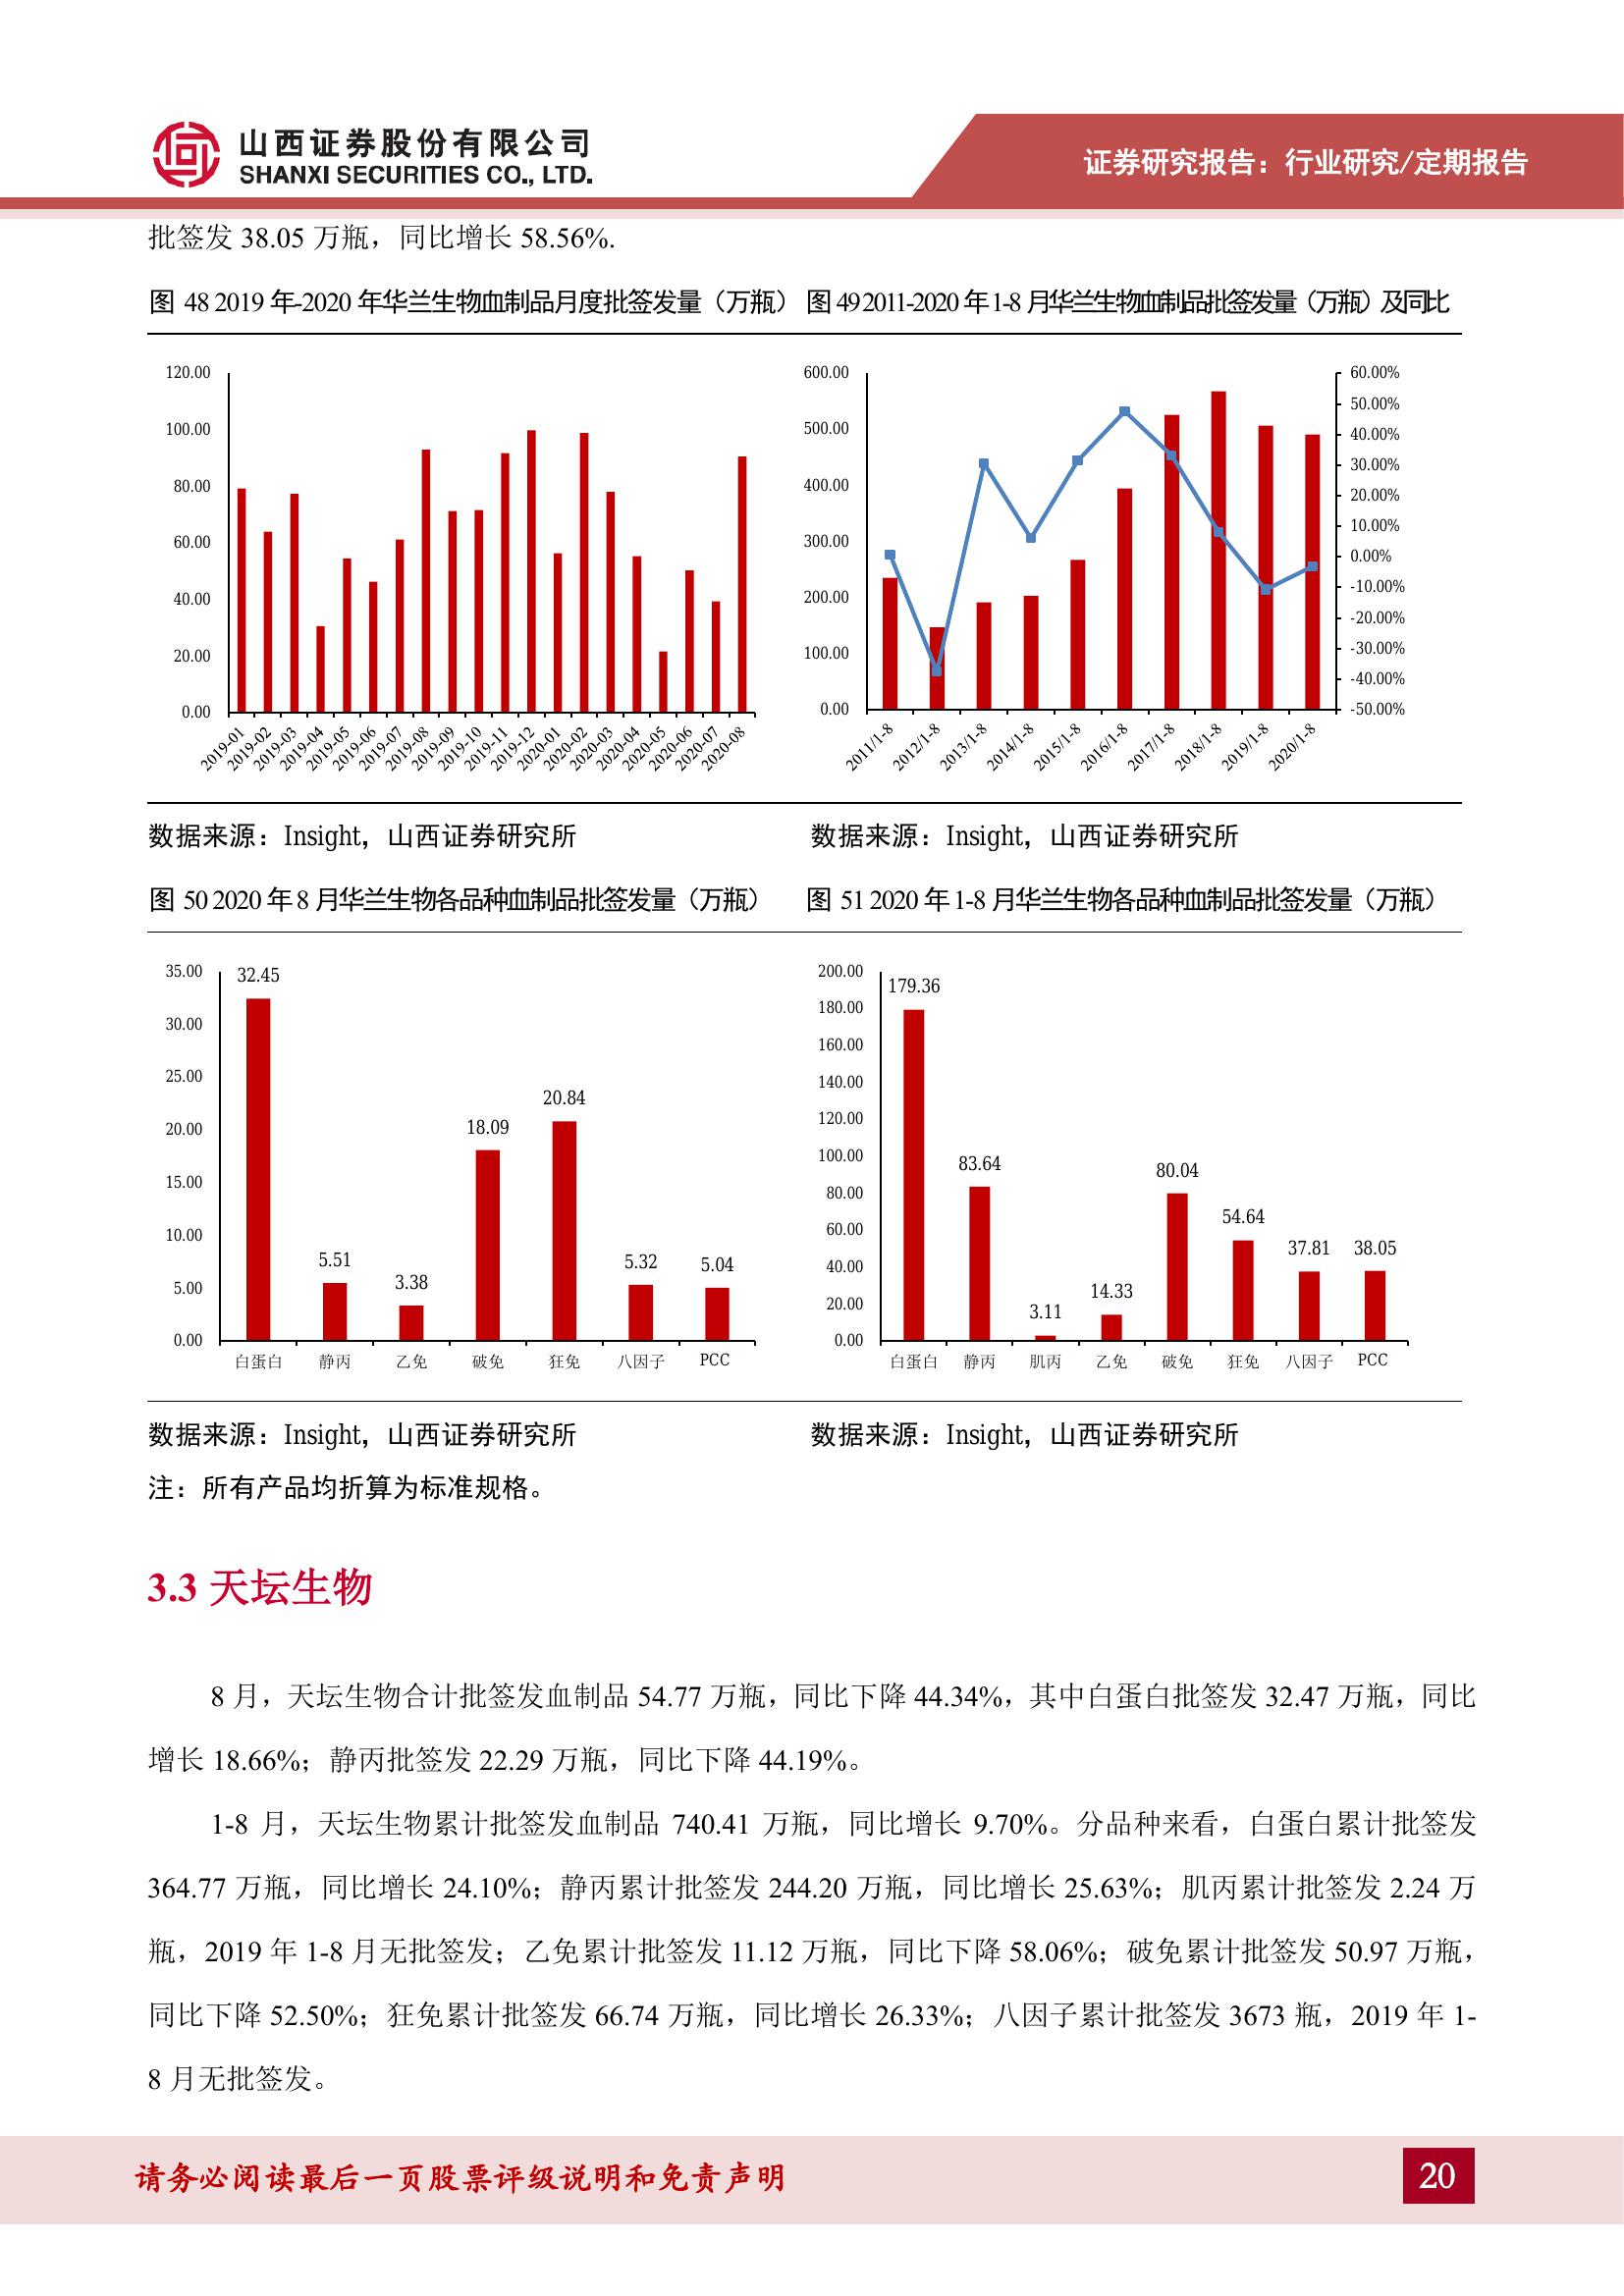 山西证券股份有限公司
SHANXI SECURITIES CO., LTD.
证券研究报告：行业研究/定期报告
批签发 38.05 万瓶，同比增长 58.56%.
图 48 2019 年-2020 年华兰生物血制品月度批签发量（万瓶）
120.00
100.00
80.00
60.00
40.00
20.00
0.00
2019-01
2019-02
2019-03
2019-04
2019-05
2019-06
2019-07
2019-08
2019-09
2019-10
2019-11
2019-12
2020-01
2020-02
2020-03
2020-04
2020-05
2020-06
2020-07
2020-08
数据来源：Insight，山西证券研究所
图 49 2011-2020 年 1-8 月华兰生物血制品批签发量（万瓶）及同比
600.00
500.00
400.00
300.00
200.00
100.00
0.00
60.00%
50.00%
40.00%
30.00%
20.00%
10.00%
0.00%
-10.00%
-20.00%
-30.00%
-40.00%
-50.00%
2011/1-8
2012/1-8
2013/1-8
2014/1-8
2015/1-8
2016/1-8
2017/1-8
2018/1-8
2019/1-8
2020/1-8
数据来源：Insight，山西证券研究所
图 50 2020 年 8 月华兰生物各品种血制品批签发量（万瓶）
35.00
30.00
25.00
20.00
15.00
10.00
5.00
0.00
32.45
5.51
3.38
18.09
20.84
5.32
5.04
白蛋白
静丙
乙免
破免
狂免
八因子
PCC
数据来源：Insight，山西证券研究所
图 51 2020 年 1-8 月华兰生物各品种血制品批签发量（万瓶）
200.00
180.00
160.00
140.00
120.00
100.00
80.00
60.00
40.00
20.00
0.00
179.36
83.64
3.11
14.33
80.04
54.64
37.81
38.05
白蛋白
静丙
肌丙
乙免
破免
狂免
八因子
PCC
数据来源：Insight，山西证券研究所
注：所有产品均折算为标准规格。
3.3 天坛生物
8 月，天坛生物合计批签发血制品 54.77 万瓶，同比下降 44.34%，其中白蛋白批签发 32.47 万瓶，同比
增长 18.66%；静丙批签发 22.29 万瓶，同比下降 44.19%。
1-8 月，天坛生物累计批签发血制品 740.41 万瓶，同比增长 9.70%。分品种来看，白蛋白累计批签发
364.77 万瓶，同比增长 24.10%；静丙累计批签发 244.20 万瓶，同比增长 25.63%；肌丙累计批签发 2.24 万
瓶，2019 年 1-8 月无批签发；乙免累计批签发 11.12 万瓶，同比下降 58.06%；破免累计批签发 50.97 万瓶，
同比下降 52.50%；狂免累计批签发 66.74 万瓶，同比增长 26.33%；八因子累计批签发 3673 瓶，2019 年 1-
8 月无批签发。
请务必阅读最后一页股票评级说明和免责声明
20